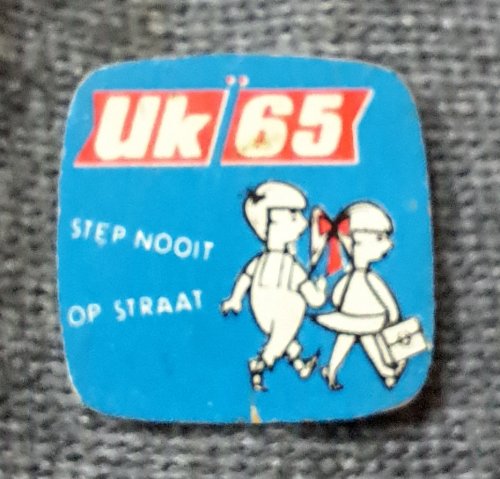 Uk 65
STEP NOOIT
OP STRAAT